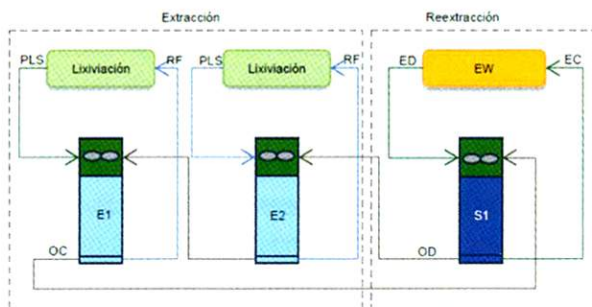 Extracción
Reextracción
PLS
Lixiviación
RF
PLS
Lixiviación
RF
ED
EW
EC
E1
E2
S1
OC
OD